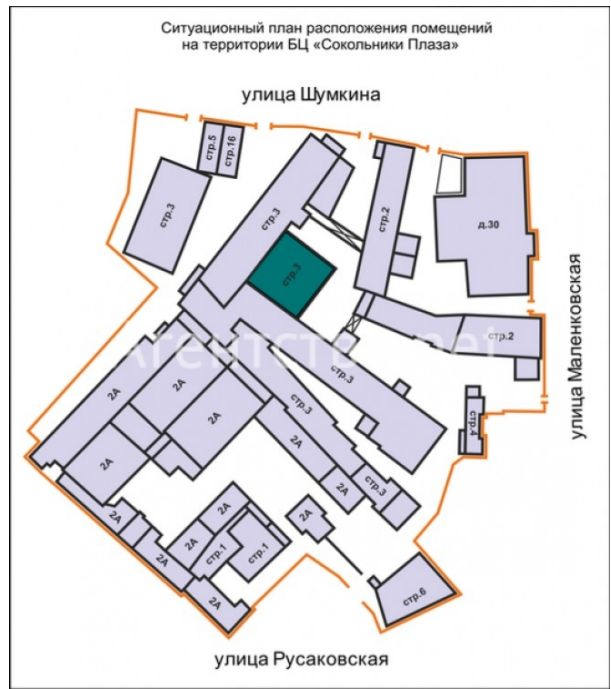 Ситуационный план расположения помещений
на территории БЦ «Сокольники Плаза»
улица Шумкина
стр.5
стр.16
стр.3
стр.3
стр.2
д.30
стр.3
улица Маленковская
стр.2
Агентство.net
стр.3
2А
2А
2А
стр.3
стр.4
2А
2А
2А
стр.3
2А
2А
2А
2А
2А
стр.1
стр.1
2А
2А
стр.6
улица Русаковская